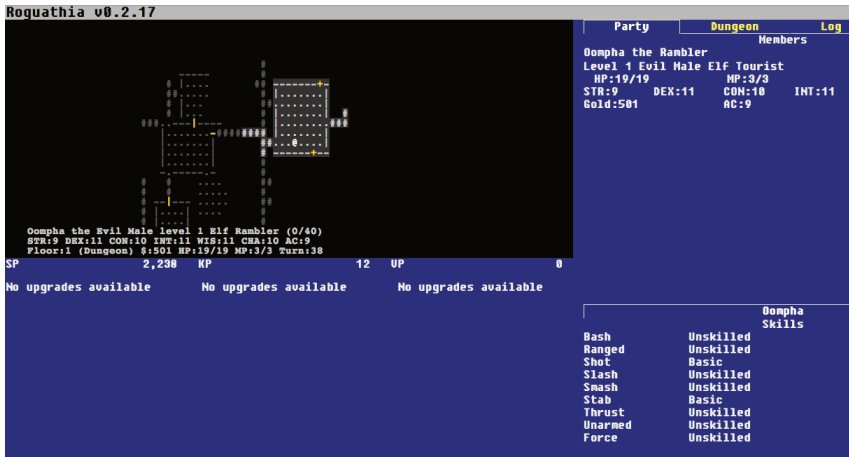 Roguathia v0.2.17
Party Dungeon Log
Members
Oompha the Rambler
Level 1 Evil Male Elf Tourist
HP:19/19 MP:3/3
STR:9 DEX:11 CON:10 INT:11
Gold:501 AC:9
Oompha the Evil Male level 1 Elf Rambler (0/40)
STR:9 DEX:11 CON:10 INT:11 WIS:11 CHA:10 AC:9
Floor:1 (Dungeon) $:501 HP:19/19 MP:3/3 Turn:38
SP 2,238 KP 12 VP 0
No upgrades available No upgrades available No upgrades available
Oompha
Skills
Bash Unskilled
Ranged Unskilled
Shot Basic
Slash Unskilled
Smash Unskilled
Stab Basic
Thrust Unskilled
Unarmed Unskilled
Force Unskilled